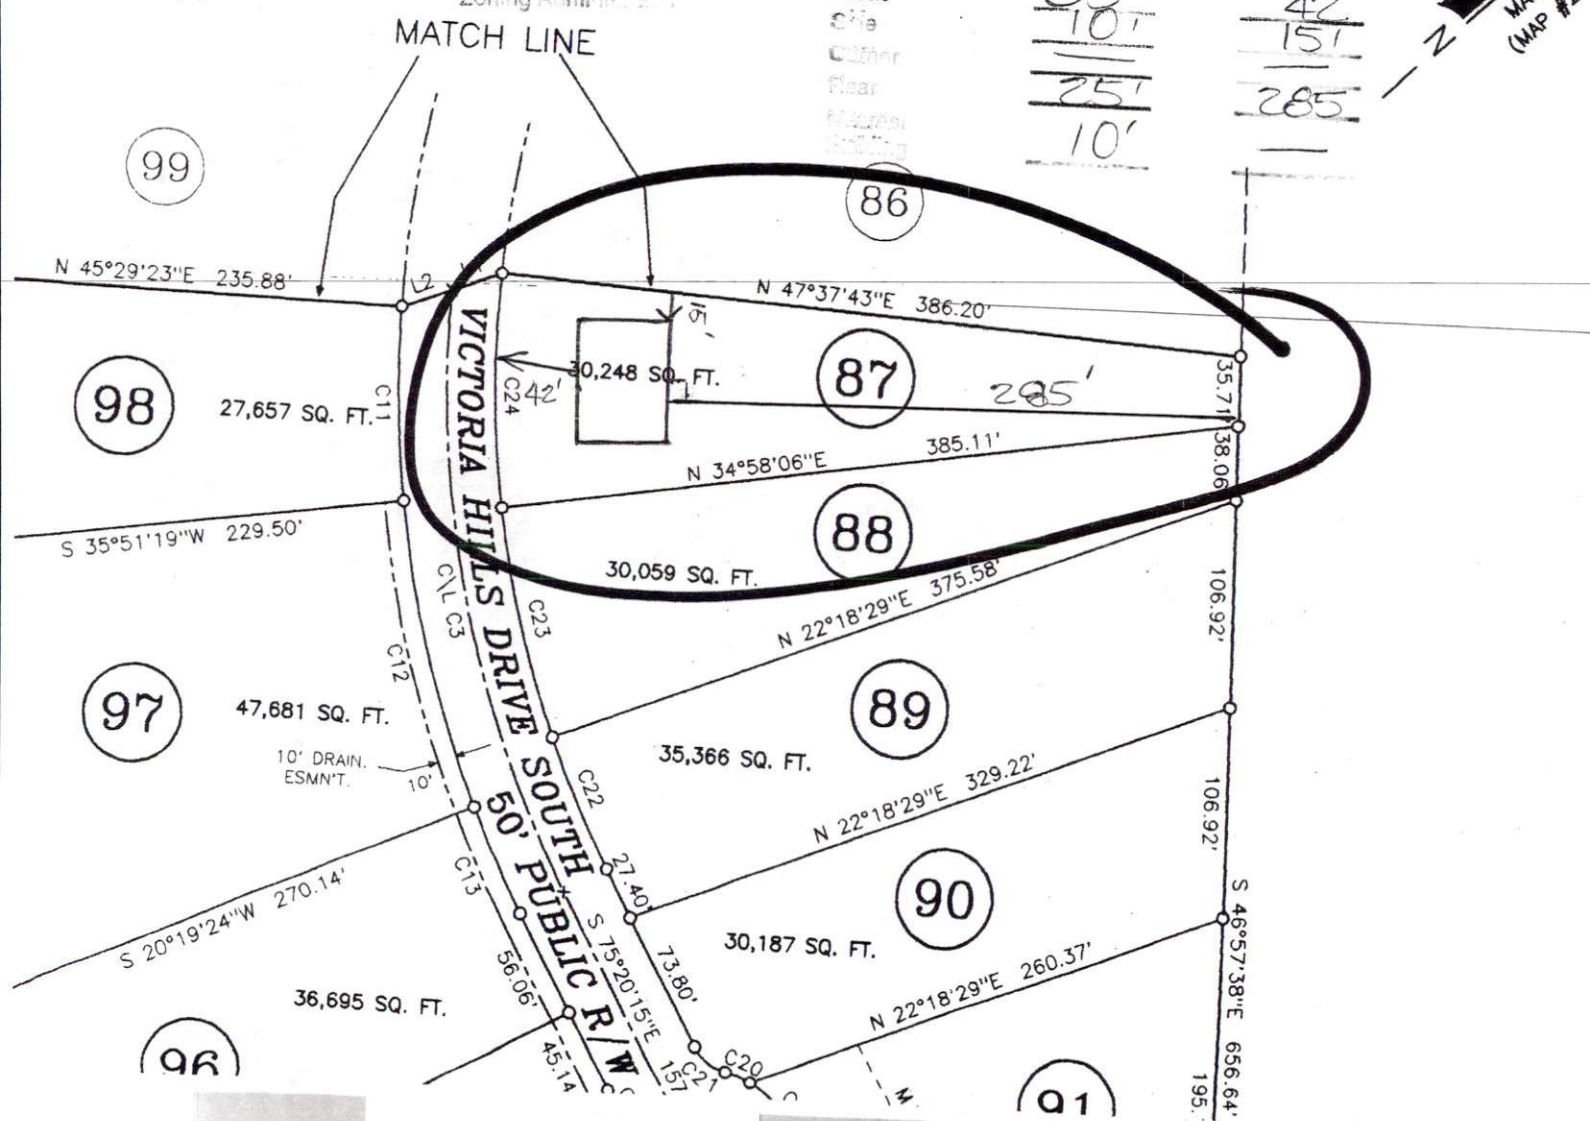 MATCH LINE
Side 10' 15'
Corner — —
Rear 25' 285
10' —
N
(MAP #
99
86
N 45°29'23"E 235.88'
L2
N 47°37'43"E 386.20'
15'
98
27,657 SQ. FT.
C11
C24
42'
30,248 SQ. FT.
87
285'
35.71'
N 34°58'06"E 385.11'
38.06'
S 35°51'19"W 229.50'
88
30,059 SQ. FT.
VICTORIA HILLS DRIVE SOUTH
50' PUBLIC R/W
C\L C3
C23
C12
N 22°18'29"E 375.58'
106.92'
97
47,681 SQ. FT.
10' DRAIN.
ESMN'T.
10'
89
35,366 SQ. FT.
C22
27.40'
N 22°18'29"E 329.22'
106.92'
C13
S 20°19'24"W 270.14'
90
30,187 SQ. FT.
S 75°20'15"E 157
73.80'
56.06'
S 46°57'38"E 656.64'
N 22°18'29"E 260.37'
36,695 SQ. FT.
96
45.14
C21
C20
91
195.